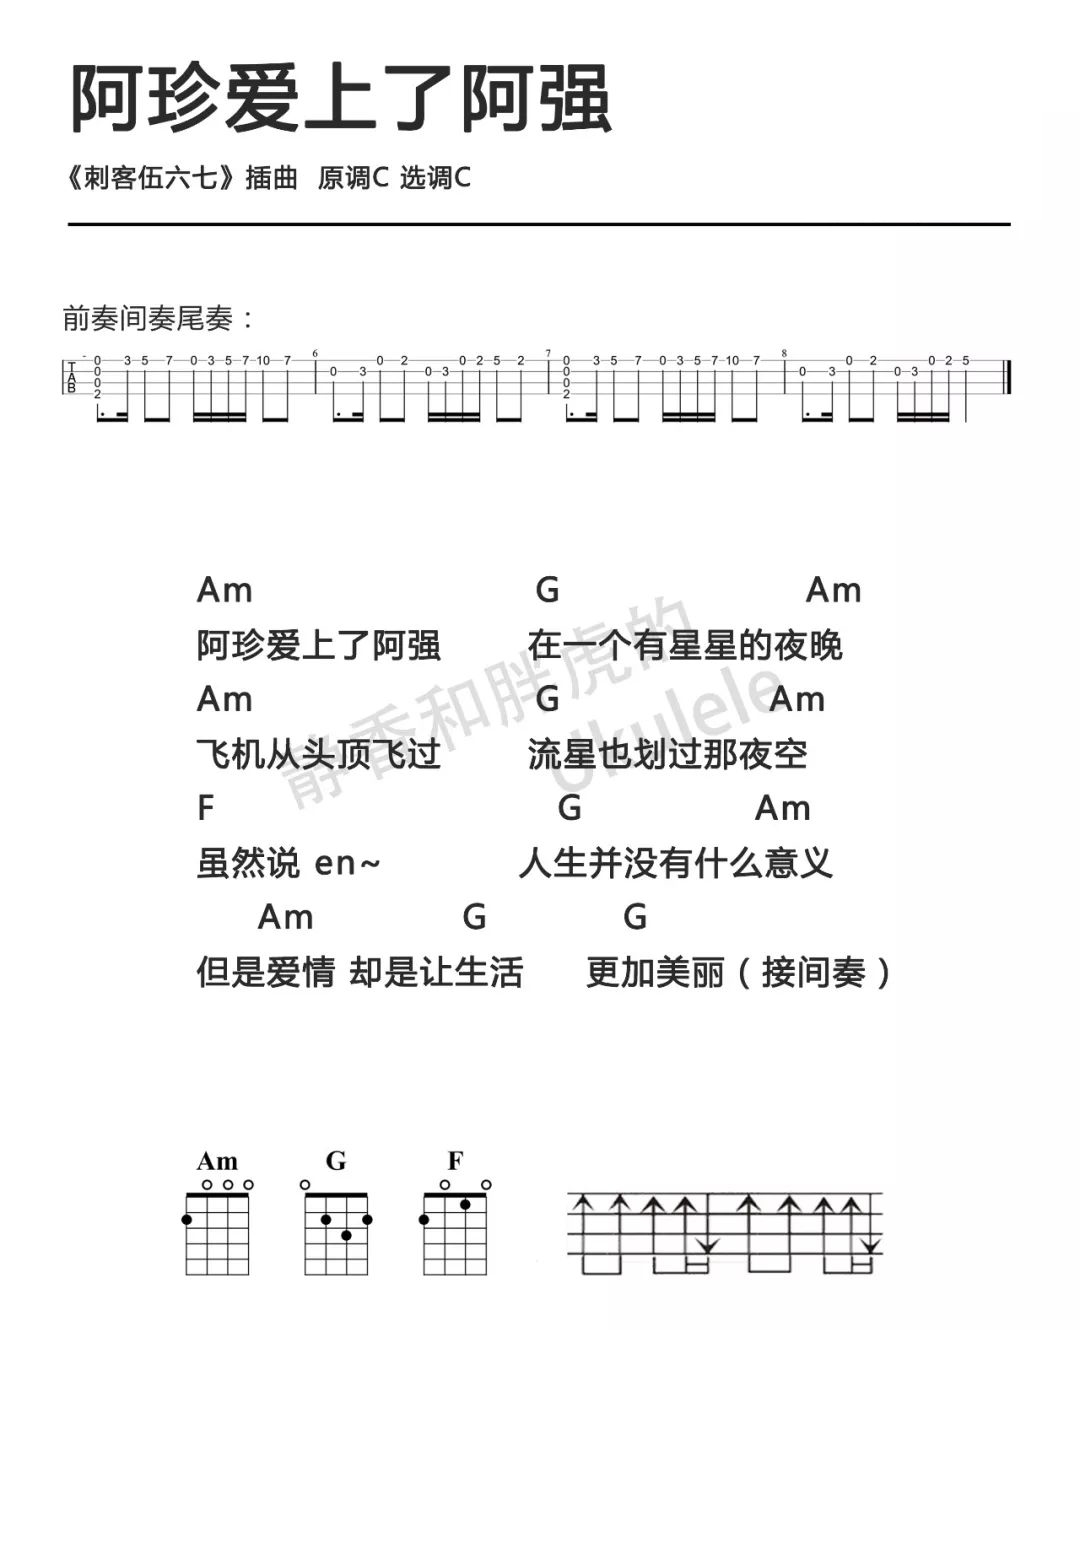 阿珍爱上了阿强
《刺客伍六七》插曲 原调C 选调C
前奏间奏尾奏：
6 7 8
0 3 5 7 0 3 5 7 10 7 0 2 0 2 5 2 0 3 5 7 0 3 5 7 10 7 0 2 0 2 5
T 0 0 3 0 3 0 0 3 0 3
A 0 0
B 2 2
Am G Am
阿珍爱上了阿强 在一个有星星的夜晚
Am G Am
飞机从头顶飞过 流星也划过那夜空
F G Am
虽然说 en~ 人生并没有什么意义
Am G G
但是爱情 却是让生活 更加美丽（接间奏）
静香和胖虎的
Ukulele
Am G F